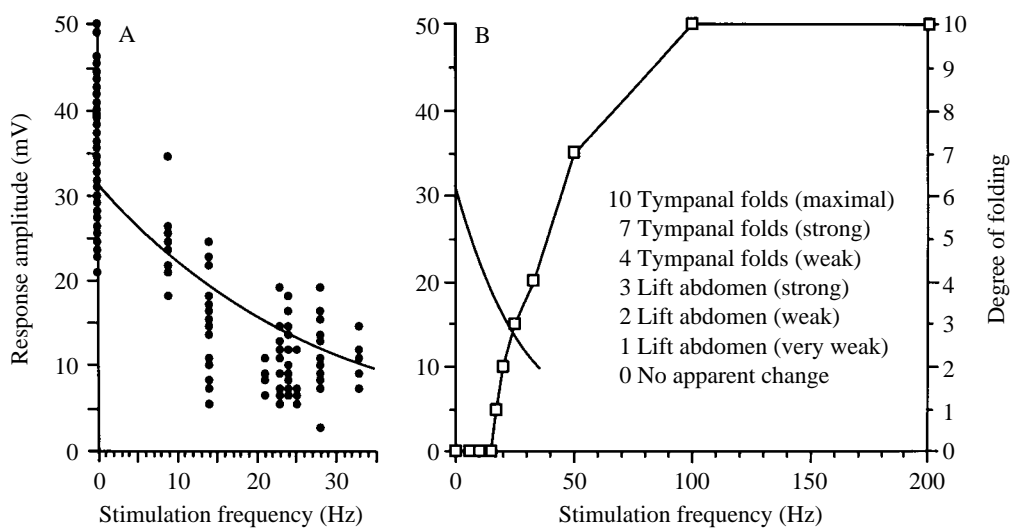 A
Response amplitude (mV)
50
40
30
20
10
0
0 10 20 30
Stimulation frequency (Hz)
B
50
40
30
20
10
0
0 50 100 150 200
Stimulation frequency (Hz)
10 Tympanal folds (maximal)
7 Tympanal folds (strong)
4 Tympanal folds (weak)
3 Lift abdomen (strong)
2 Lift abdomen (weak)
1 Lift abdomen (very weak)
0 No apparent change
10
9
8
7
6
5
4
3
2
1
0
Degree of folding